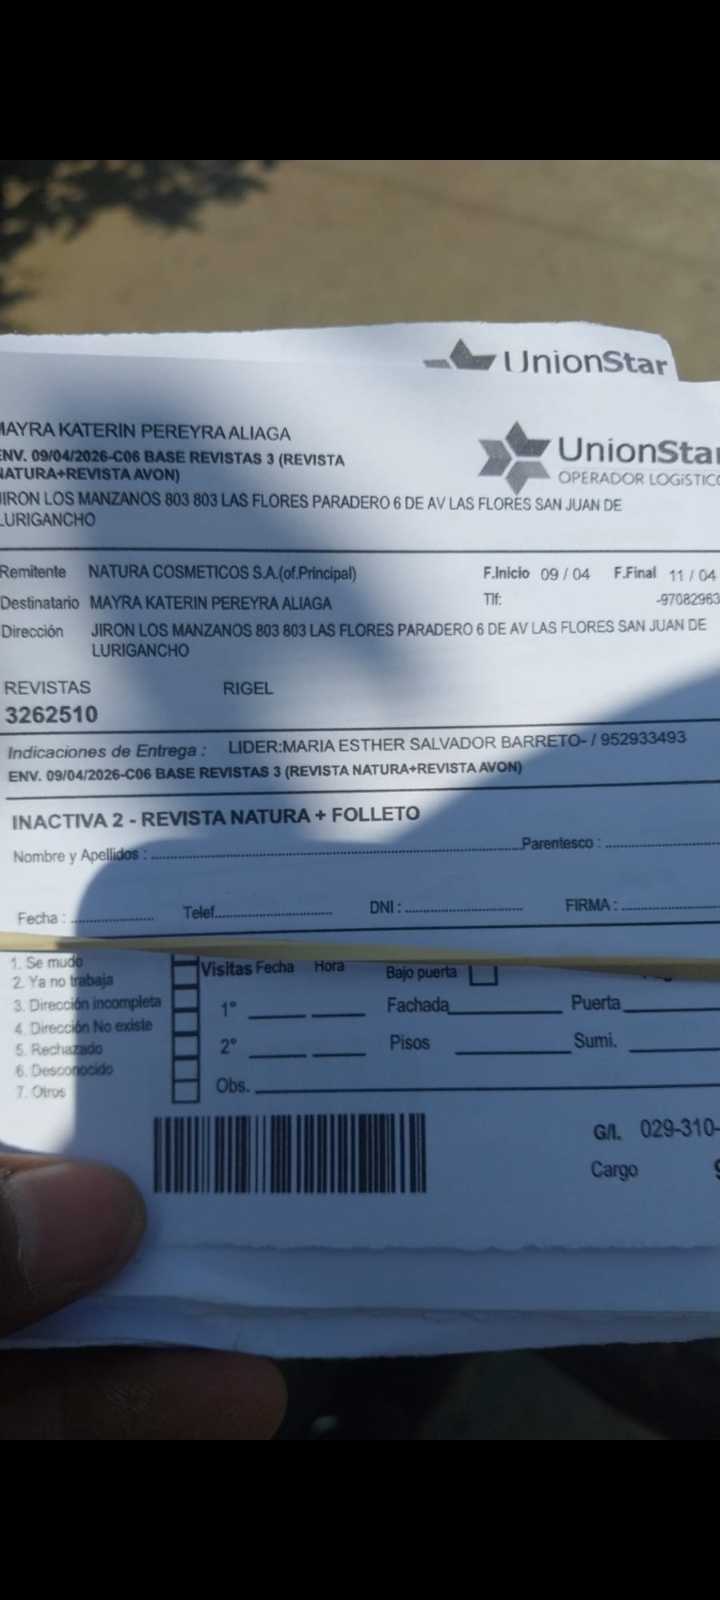 UnionStar
MAYRA KATERIN PEREYRA ALIAGA
ENV. 09/04/2026-C06 BASE REVISTAS 3 (REVISTA
NATURA+REVISTA AVON)
UnionStar
OPERADOR LOGíSTICO
JIRON LOS MANZANOS 803 803 LAS FLORES PARADERO 6 DE AV LAS FLORES SAN JUAN DE
LURIGANCHO
Remitente NATURA COSMETICOS S.A.(of.Principal) F.Inicio 09 / 04 F.Final 11 / 04
Destinatario MAYRA KATERIN PEREYRA ALIAGA Tlf: -97082963
Dirección JIRON LOS MANZANOS 803 803 LAS FLORES PARADERO 6 DE AV LAS FLORES SAN JUAN DE
LURIGANCHO
REVISTAS RIGEL
3262510
Indicaciones de Entrega : LIDER:MARIA ESTHER SALVADOR BARRETO- / 952933493
ENV. 09/04/2026-C06 BASE REVISTAS 3 (REVISTA NATURA+REVISTA AVON)
INACTIVA 2 - REVISTA NATURA + FOLLETO
Nombre y Apellidos : Parentesco :
Fecha : Telef. DNI : FIRMA :
1. Se mudo Visitas Fecha Hora Bajo puerta
2. Ya no trabaja
3. Dirección incompleta 1° Fachada Puerta
4. Dirección No existe
5. Rechazado 2° Pisos Sumi.
6. Desconocido
7. Otros Obs.
G/l. 029-310-
Cargo